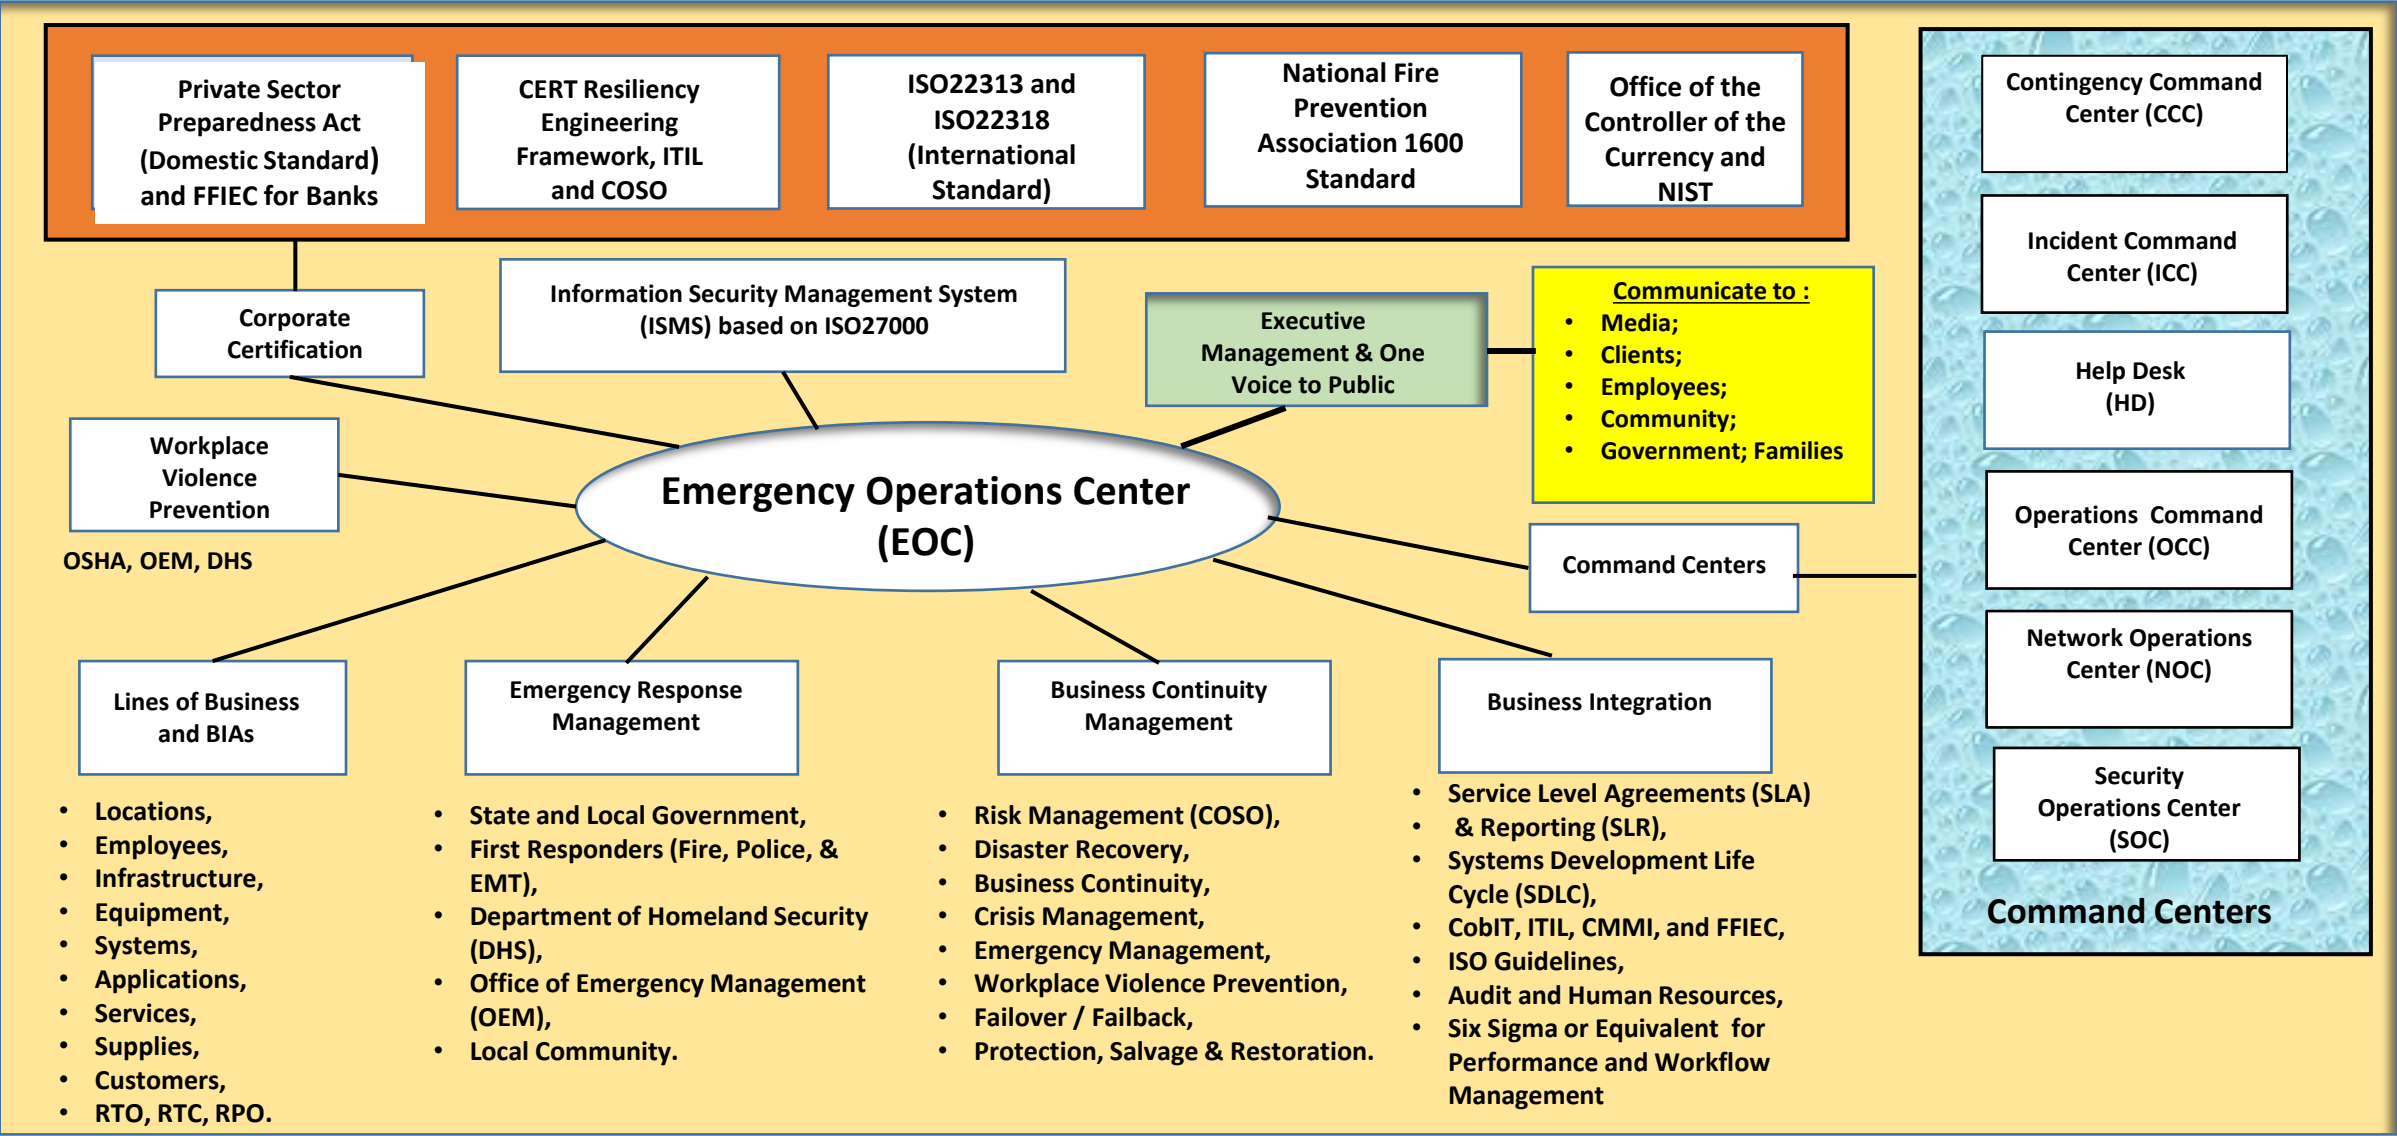 Private Sector
Preparedness Act
(Domestic Standard)
and FFIEC for Banks
CERT Resiliency
Engineering
Framework, ITIL
and COSO
ISO22313 and
ISO22318
(International
Standard)
National Fire
Prevention
Association 1600
Standard
Office of the
Controller of the
Currency and
NIST
Contingency Command
Center (CCC)
Incident Command
Center (ICC)
Help Desk
(HD)
Operations  Command
Center (OCC)
Network Operations
Center (NOC)
Security
Operations Center
(SOC)
Command Centers
Corporate
Certification
Information Security Management System
(ISMS) based on ISO27000
Executive
Management & One
Voice to Public
Communicate to :
• Media;
• Clients;
• Employees;
• Community;
• Government; Families
Workplace
Violence
Prevention
OSHA, OEM, DHS
Emergency Operations Center
(EOC)
Command Centers
Lines of Business
and BIAs
• Locations,
• Employees,
• Infrastructure,
• Equipment,
• Systems,
• Applications,
• Services,
• Supplies,
• Customers,
• RTO, RTC, RPO.
Emergency Response
Management
• State and Local Government,
• First Responders (Fire, Police, &
EMT),
• Department of Homeland Security
(DHS),
• Office of Emergency Management
(OEM),
• Local Community.
Business Continuity
Management
• Risk Management (COSO),
• Disaster Recovery,
• Business Continuity,
• Crisis Management,
• Emergency Management,
• Workplace Violence Prevention,
• Failover / Failback,
• Protection, Salvage & Restoration.
Business Integration
• Service Level Agreements (SLA)
• & Reporting (SLR),
• Systems Development Life
Cycle (SDLC),
• CobIT, ITIL, CMMI, and FFIEC,
• ISO Guidelines,
• Audit and Human Resources,
• Six Sigma or Equivalent  for
Performance and Workflow
Management